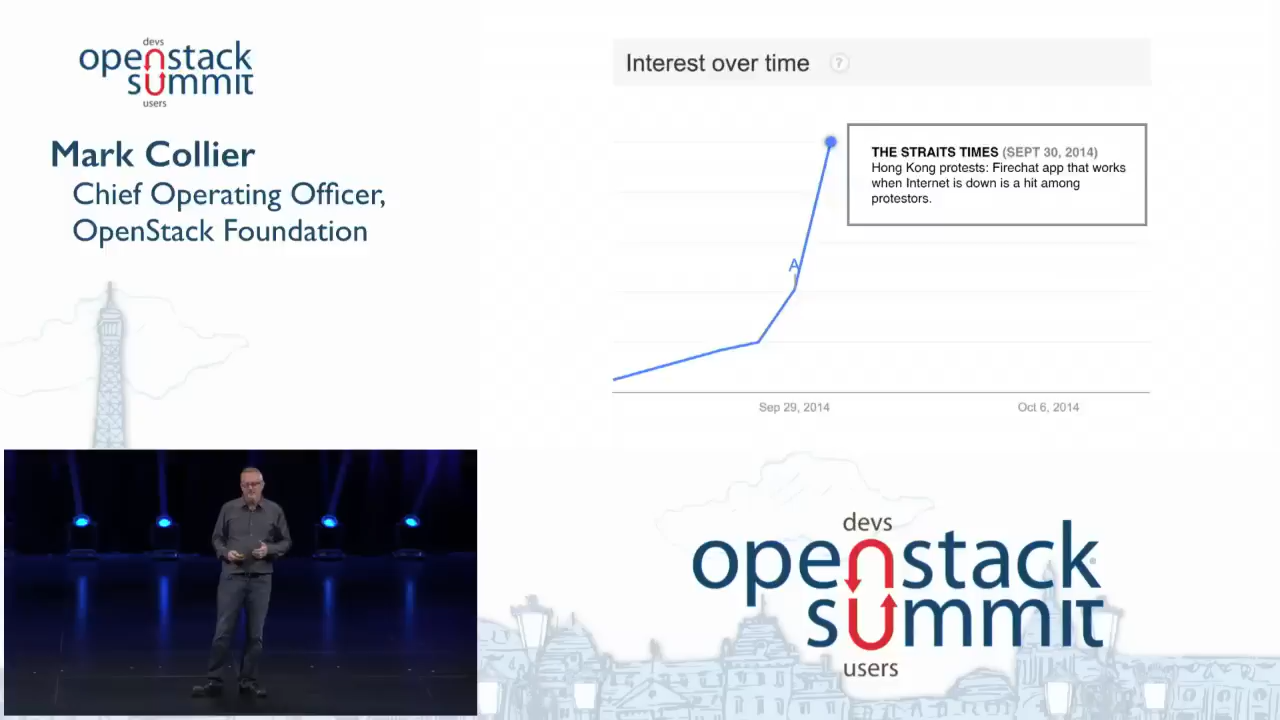 devs
openstack
summit
users
Mark Collier
Chief Operating Officer,
OpenStack Foundation
Interest over time ?
THE STRAITS TIMES (SEPT 30, 2014)
Hong Kong protests: Firechat app that works
when Internet is down is a hit among
protestors.
A
Sep 29, 2014
Oct 6, 2014
devs
openstack
summit
users